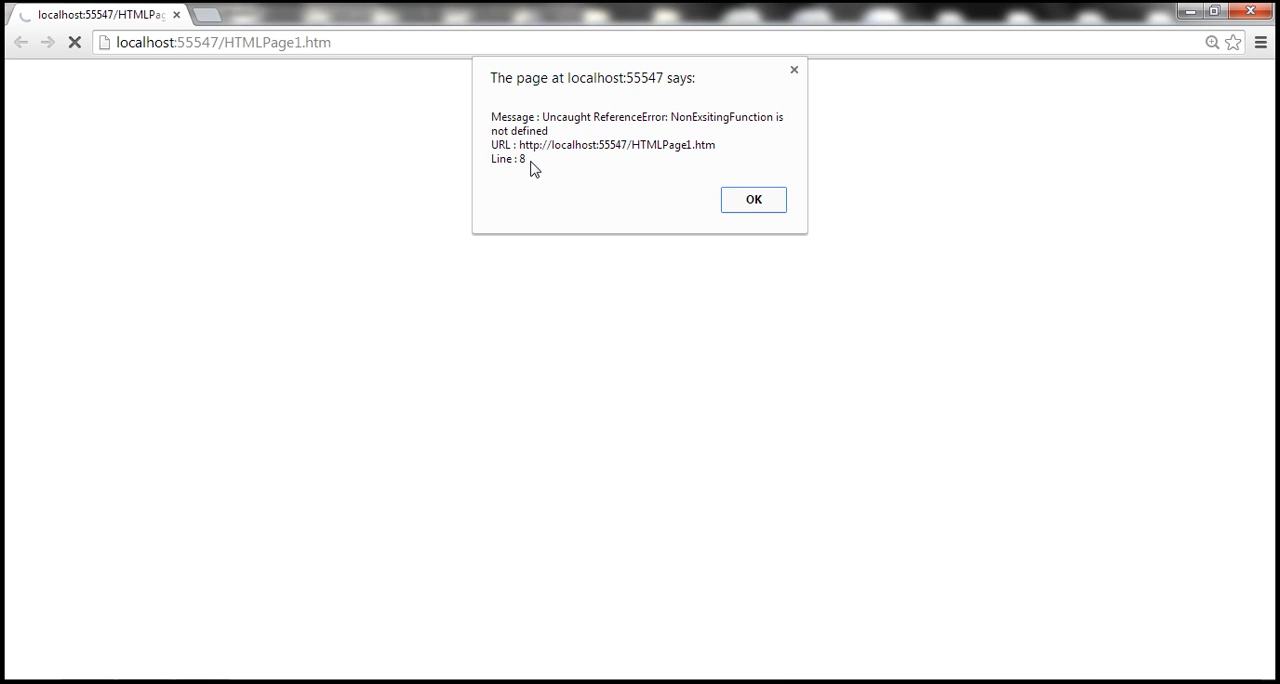 localhost:55547/HTMLPag
localhost:55547/HTMLPage1.htm
The page at localhost:55547 says:
Message : Uncaught ReferenceError: NonExsitingFunction is
not defined
URL : http://localhost:55547/HTMLPage1.htm
Line : 8
OK